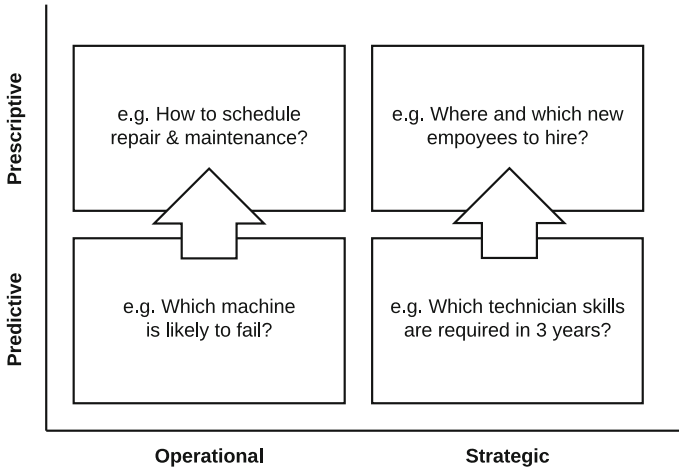 Prescriptive
e.g. How to schedule
repair & maintenance?
e.g. Where and which new
empoyees to hire?
Predictive
e.g. Which machine
is likely to fail?
e.g. Which technician skills
are required in 3 years?
Operational
Strategic